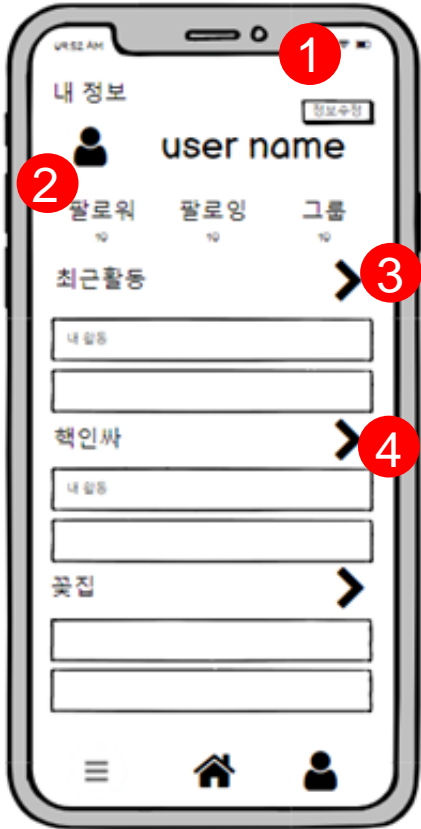 1
내 정보
정보수정
user name
2
팔로워 팔로잉 그룹
최근활동
3
내 활동
핵인싸
4
내 활동
꽃집